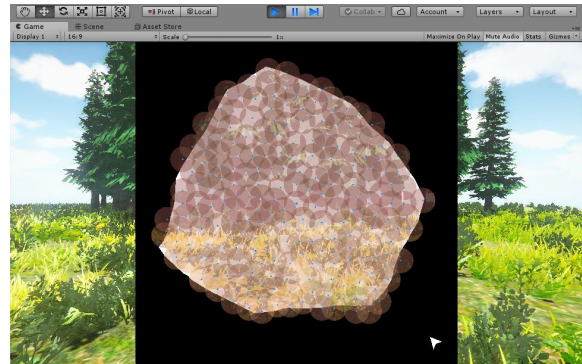 Pivot Local Collab Account Layers Layout
Game Scene Asset Store
Display 1 16:9 Scale 1x Maximize On Play Mute Audio Stats Gizmos